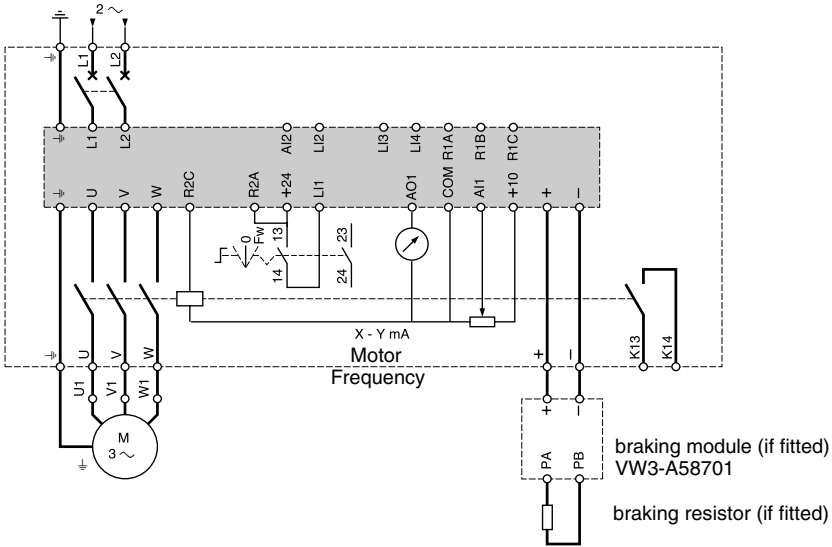 2 ∼
L1 L2
L1 L2 AI2 LI2 LI3 LI4 R1A R1B R1C
U V W R2C R2A +24 LI1 AO1 COM AI1 +10 + −
0 Fw 13 23
14 24
X - Y mA
Motor
Frequency
U V W + − K13 K14
U1 V1 W1
+ −
M
3 ∼
PA PB
braking module (if fitted)
VW3-A58701
braking resistor (if fitted)